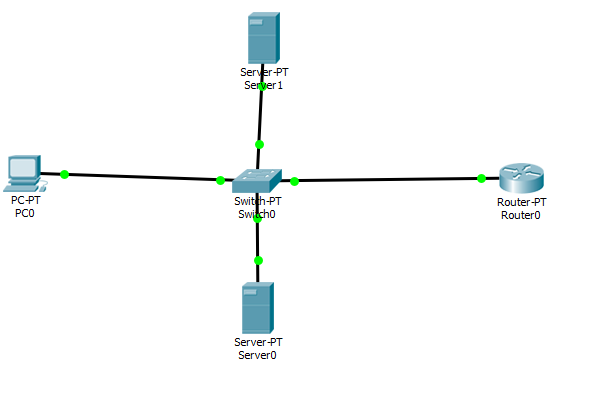 Server-PT
Server1
PC-PT
PC0
Switch-PT
Switch0
Router-PT
Router0
Server-PT
Server0